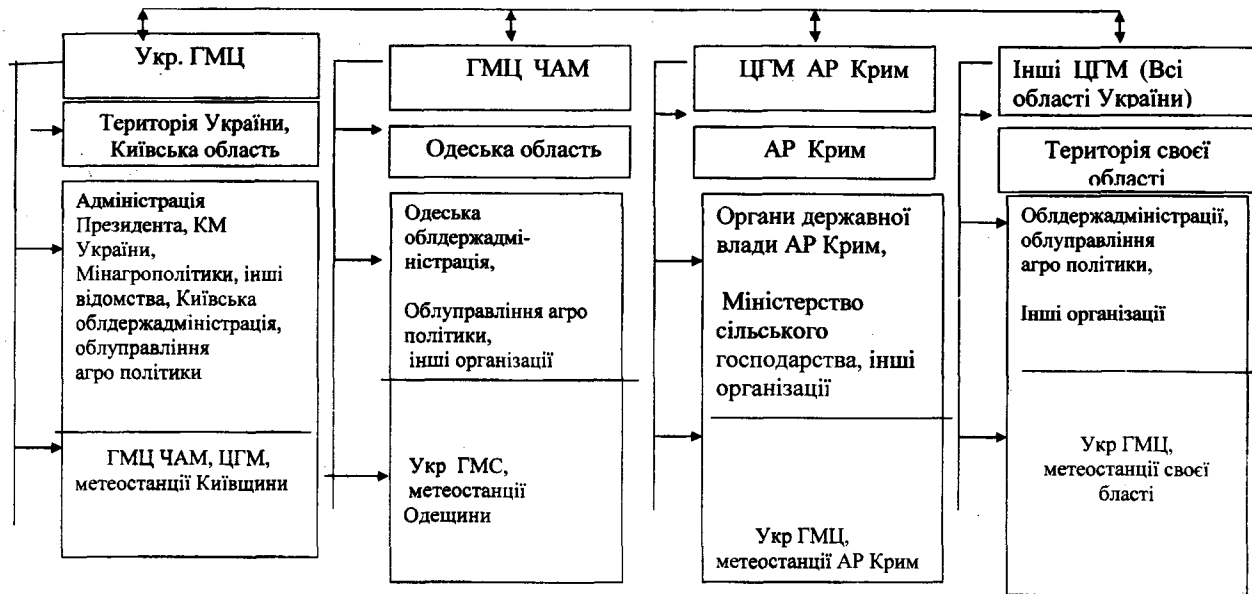 Укр. ГМЦ
Територія України,
Київська область
Адміністрація
Президента, КМ
України,
Мінагрополітики, інші
відомства, Київська
облдержадміністрація,
облуправління
агро політики
ГМЦ ЧАМ, ЦГМ,
метеостанції Київщини
ГМЦ ЧАМ
Одеська область
Одеська
облдержадмі-
ністрація,
Облуправління агро
політики,
інші організації
Укр ГМС,
метеостанції
Одещини
ЦГМ АР Крим
АР Крим
Органи державної
влади АР Крим,
Міністерство
сільського
господарства, інші
організації
Укр ГМЦ,
метеостанції АР Крим
Інші ЦГМ (Всі
області України)
Територія своєї
області
Облдержадміністрації,
облуправління
агро політики,
Інші організації
Укр ГМЦ,
метеостанції своєї
бласті